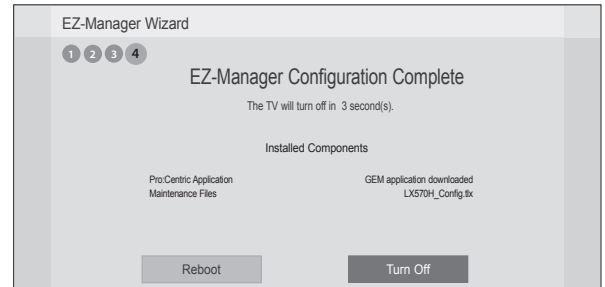 EZ-Manager Wizard
1 2 3 4
EZ-Manager Configuration Complete
The TV will turn off in 3 second(s).
Installed Components
Pro:Centric Application GEM application downloaded
Maintenance Files LX570H_Config.tlx
Reboot Turn Off